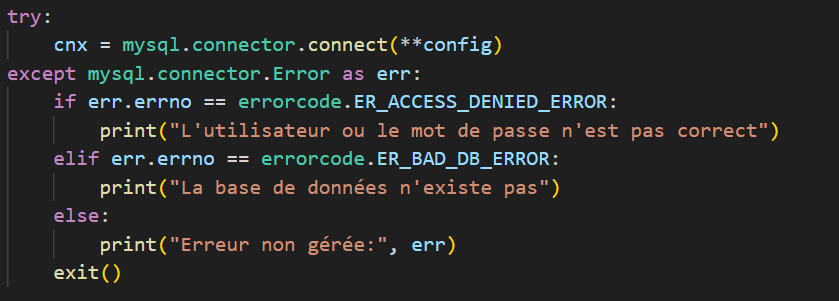 try:
    cnx = mysql.connector.connect(**config)
except mysql.connector.Error as err:
    if err.errno == errorcode.ER_ACCESS_DENIED_ERROR:
        print("L'utilisateur ou le mot de passe n'est pas correct")
    elif err.errno == errorcode.ER_BAD_DB_ERROR:
        print("La base de données n'existe pas")
    else:
        print("Erreur non gérée:", err)
    exit()